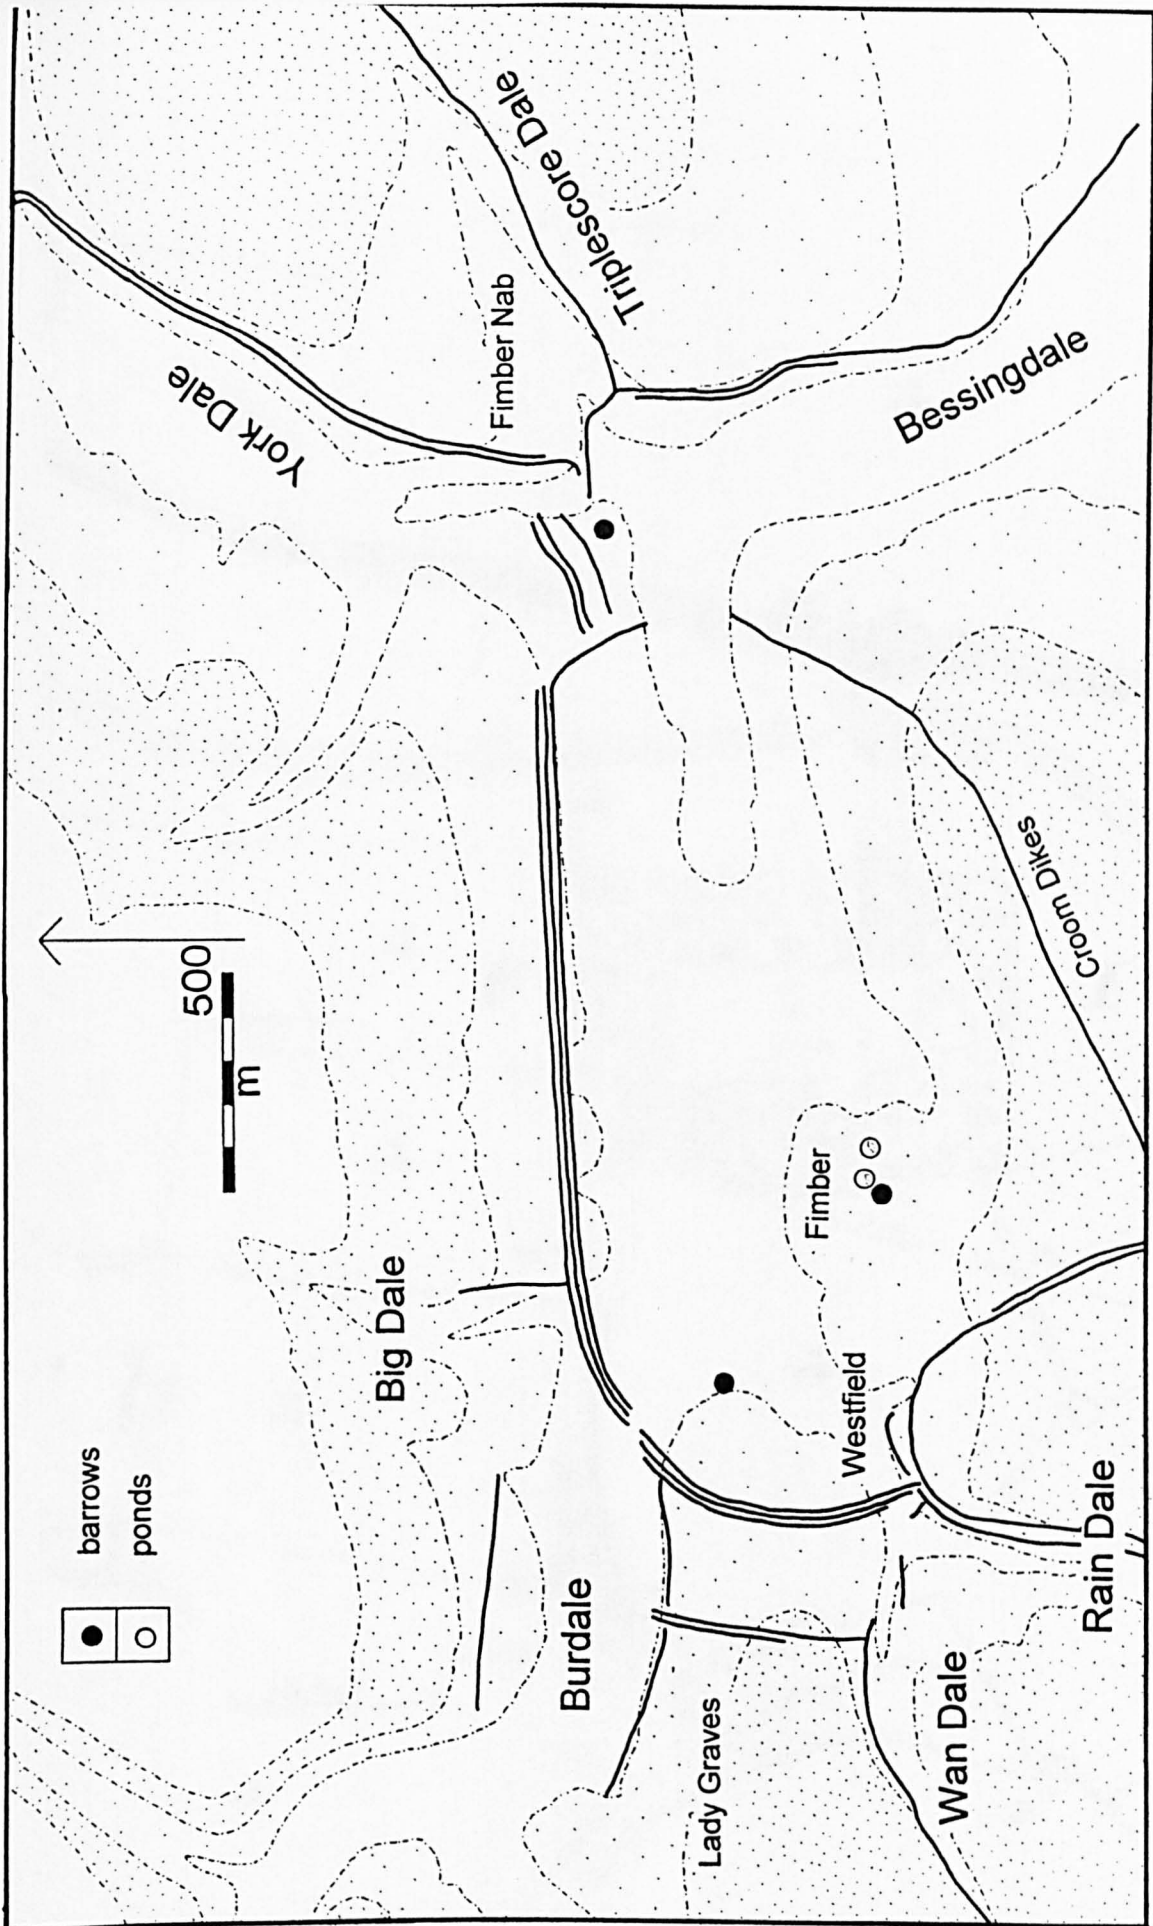 barrows
ponds
500
m
York Dale
Triplescore Dale
Fimber Nab
Bessingdale
Croom Dikes
Big Dale
Fimber
Westfield
Burdale
Rain Dale
Lady Graves
Wan Dale